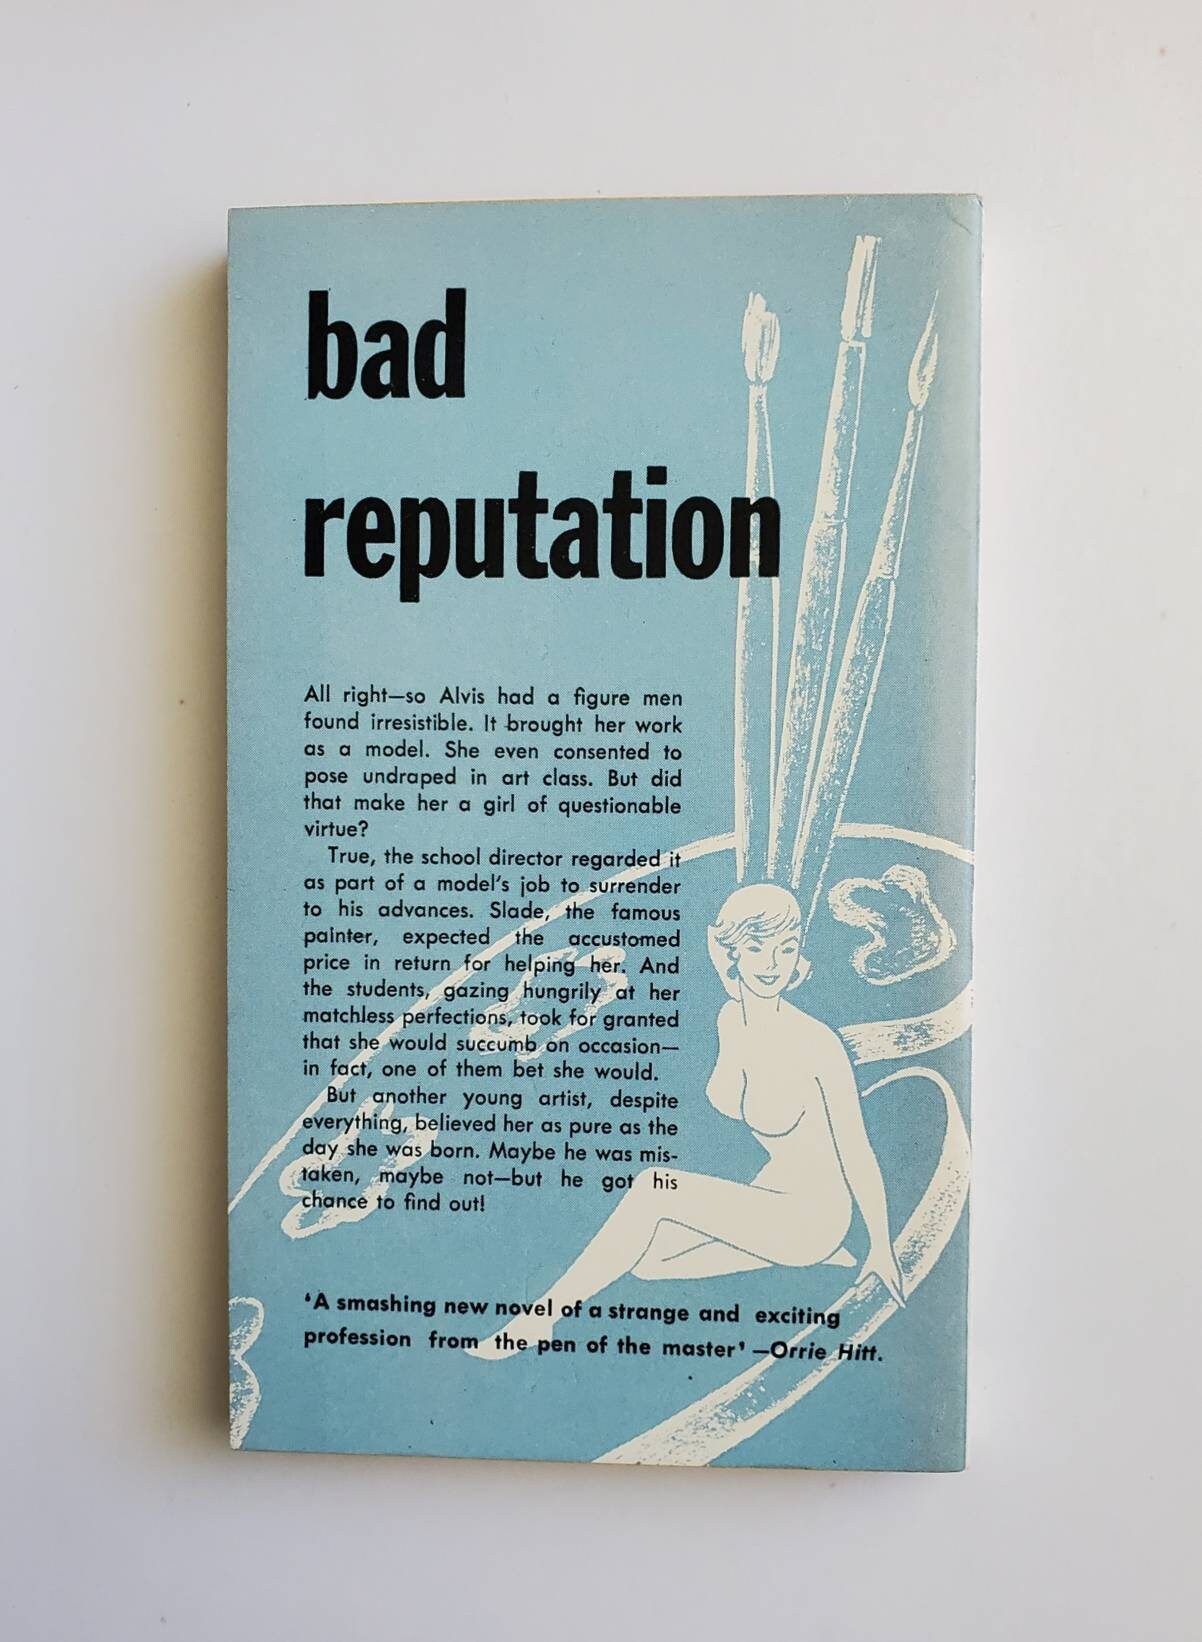 bad
reputation
All right—so Alvis had a figure men
found irresistible. It brought her work
as a model. She even consented to
pose undraped in art class. But did
that make her a girl of questionable
virtue?
True, the school director regarded it
as part of a model's job to surrender
to his advances. Slade, the famous
painter, expected the accustomed
price in return for helping her. And
the students, gazing hungrily at her
matchless perfections, took for granted
that she would succumb on occasion—
in fact, one of them bet she would.
But another young artist, despite
everything, believed her as pure as the
day she was born. Maybe he was mis-
taken, maybe not—but he got his
chance to find out!
'A smashing new novel of a strange and exciting
profession from the pen of the master' —Orrie Hitt.